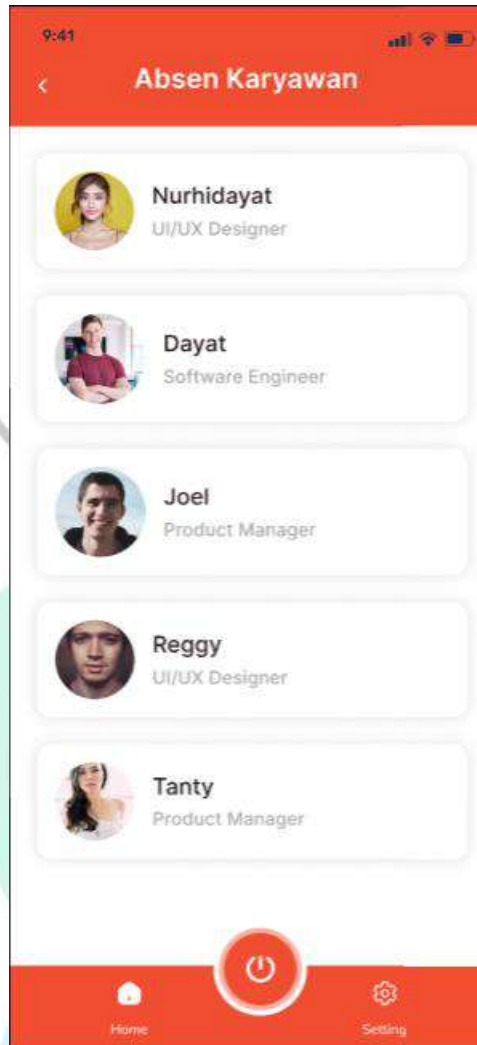 9:41
Absen Karyawan
Nurhidayat
UI/UX Designer
Dayat
Software Engineer
Joel
Product Manager
Reggy
UI/UX Designer
Tanty
Product Manager
Home
Setting